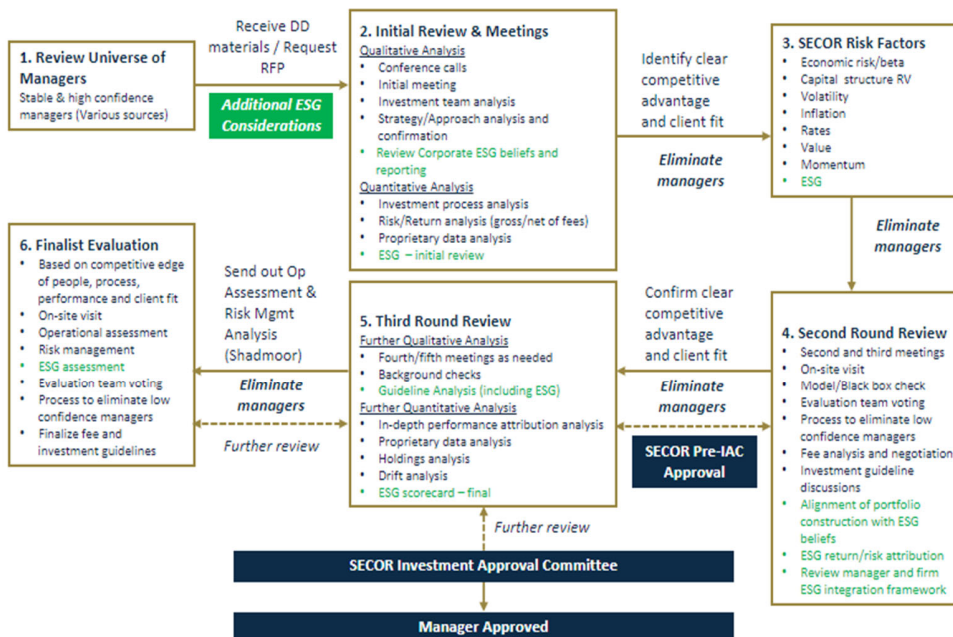 1. Review Universe of
Managers
Stable & high confidence
managers (Various sources)
Receive DD
materials / Request
RFP
Additional ESG
Considerations
2. Initial Review & Meetings
Qualitative Analysis
• Conference calls
• Initial meeting
• Investment team analysis
• Strategy/Approach analysis and
confirmation
• Review Corporate ESG beliefs and
reporting
Quantitative Analysis
• Investment process analysis
• Risk/Return analysis (gross/net of fees)
• Proprietary data analysis
• ESG – initial review
Identify clear
competitive
advantage
and client fit
Eliminate
managers
3. SECOR Risk Factors
• Economic risk/beta
• Capital structure RV
• Volatility
• Inflation
• Rates
• Value
• Momentum
• ESG
Eliminate
managers
4. Second Round Review
• Second and third meetings
• On-site visit
• Model/Black box check
• Evaluation team voting
• Process to eliminate low
confidence managers
• Fee analysis and negotiation
• Investment guideline
discussions
• Alignment of portfolio
construction with ESG
beliefs
• ESG return/risk attribution
• Review manager and firm
ESG integration framework
Confirm clear
competitive
advantage
and client fit
Eliminate
managers
SECOR Pre-IAC
Approval
5. Third Round Review
Further Qualitative Analysis
• Fourth/fifth meetings as needed
• Background checks
• Guideline Analysis (including ESG)
Further Quantitative Analysis
• In-depth performance attribution analysis
• Proprietary data analysis
• Holdings analysis
• Drift analysis
• ESG scorecard – final
Send out Op
Assessment &
Risk Mgmt
Analysis
(Shadmoor)
Eliminate
managers
Further review
6. Finalist Evaluation
• Based on competitive edge
of people, process,
performance and client fit
• On-site visit
• Operational assessment
• Risk management
• ESG assessment
• Evaluation team voting
• Process to eliminate low
confidence managers
• Finalize fee and
investment guidelines
Further review
SECOR Investment Approval Committee
Manager Approved